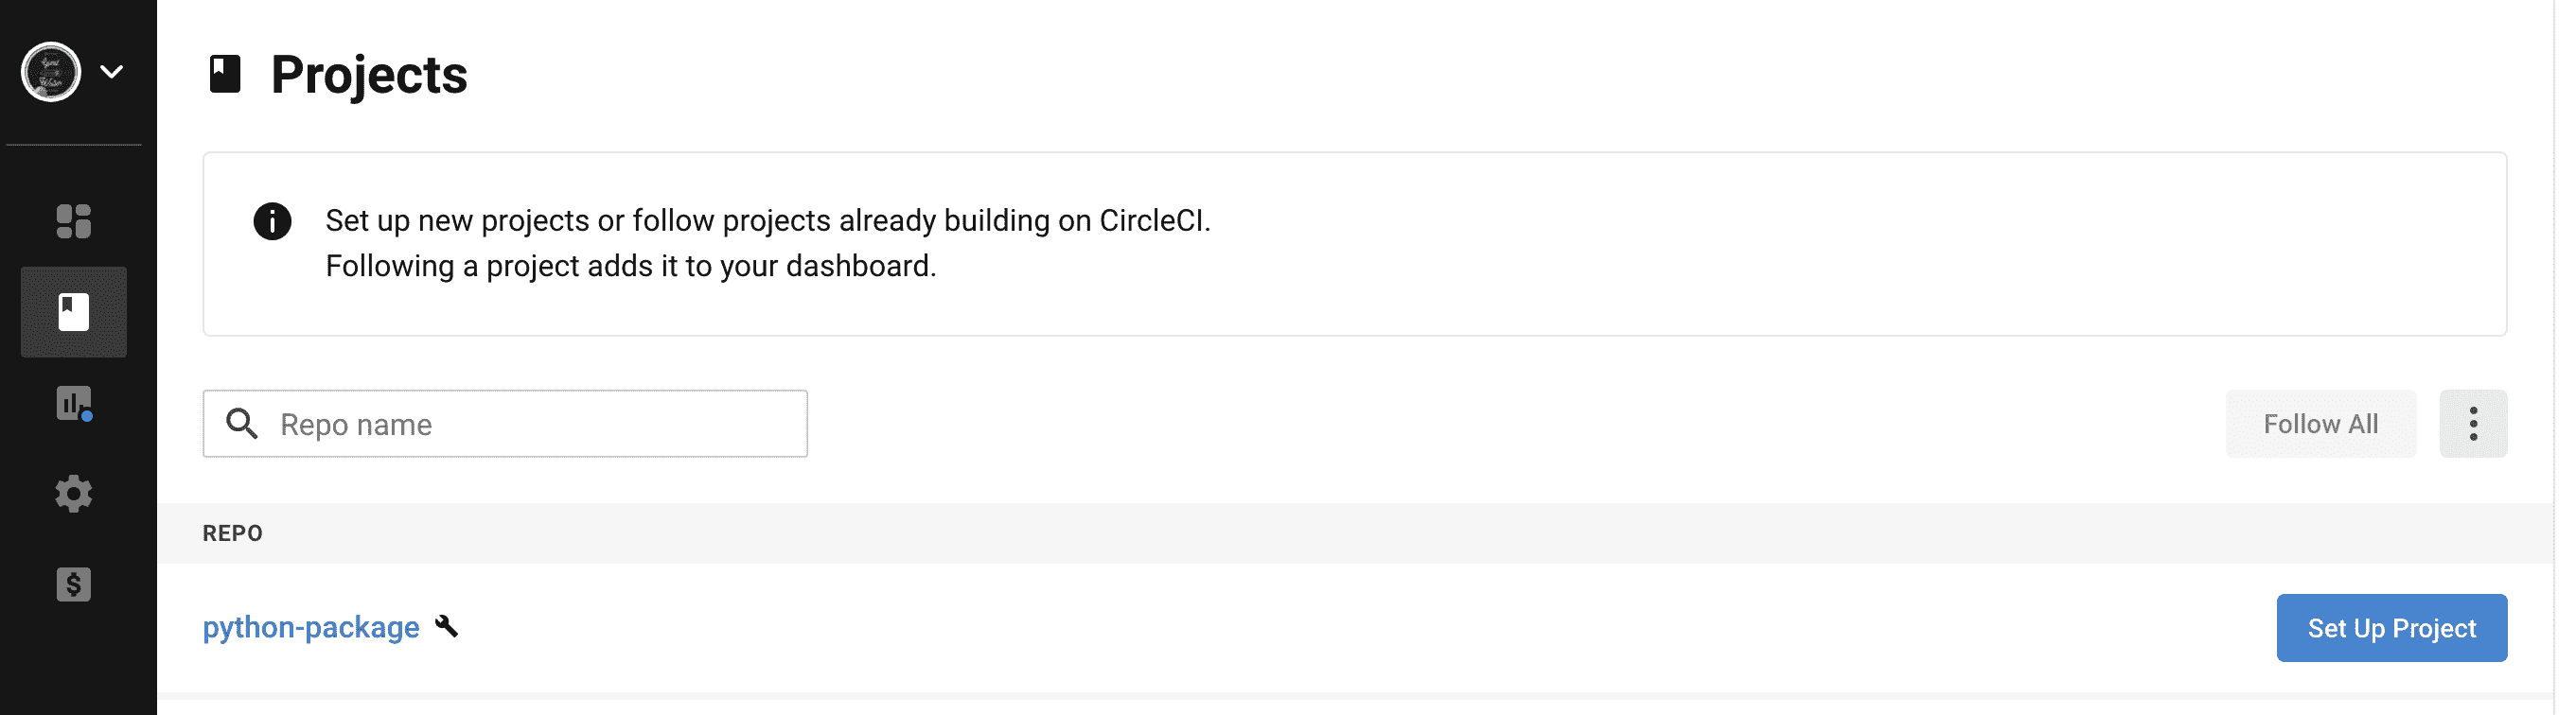 Projects
Set up new projects or follow projects already building on CircleCI.
Following a project adds it to your dashboard.
Repo name
Follow All
REPO
python-package
Set Up Project